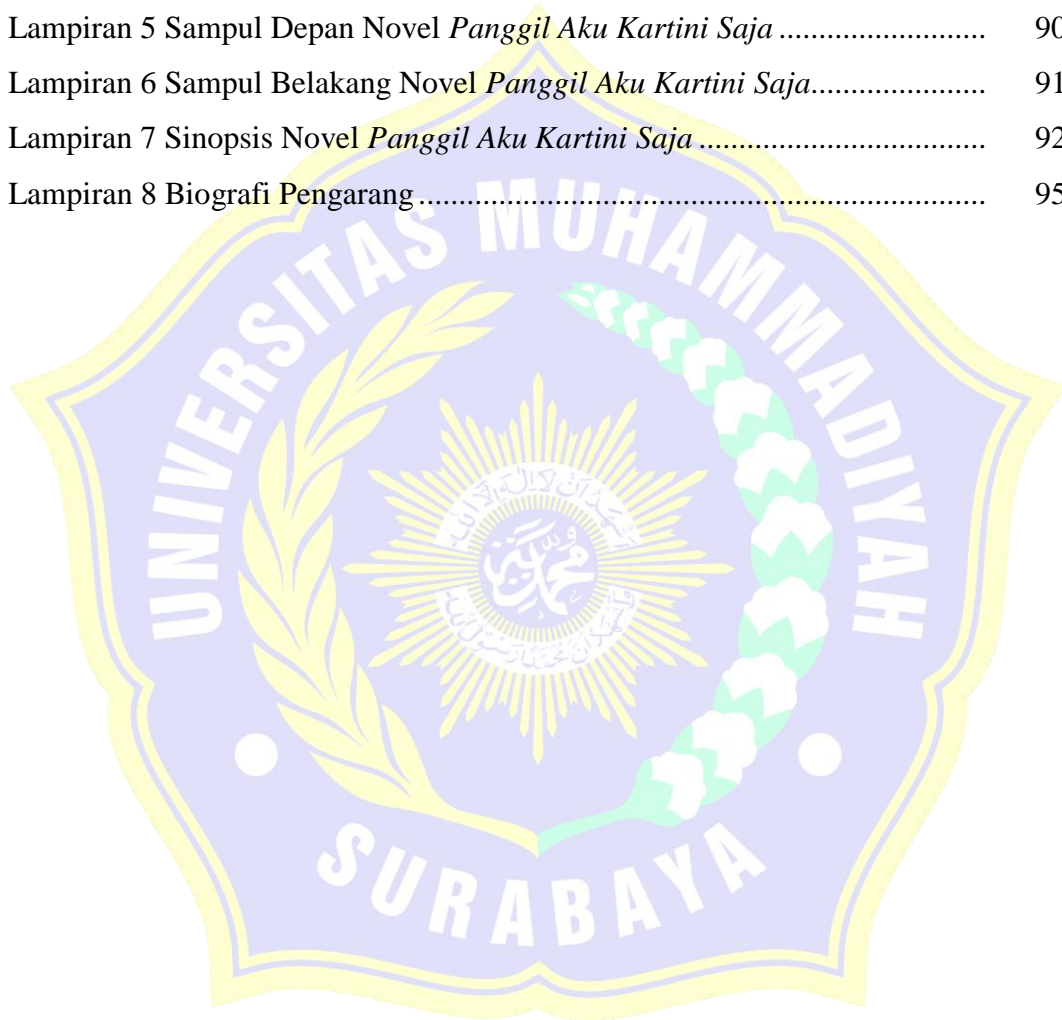 Lampiran 5 Sampul Depan Novel Panggil Aku Kartini Saja .......................... 90
Lampiran 6 Sampul Belakang Novel Panggil Aku Kartini Saja...................... 91
Lampiran 7 Sinopsis Novel Panggil Aku Kartini Saja .................................... 92
Lampiran 8 Biografi Pengarang ....................................................................... 95
UNIVERSITAS MUHAMMADIYAH
SURABAYA